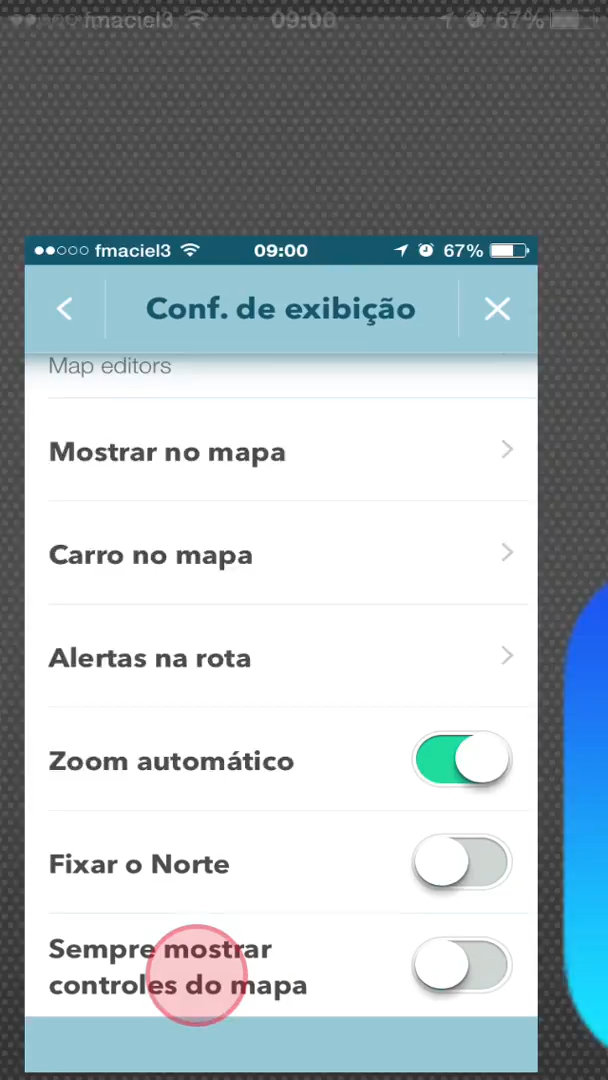 fmaciel3 09:00 67%
fmaciel3 09:00 67%
Conf. de exibição
Map editors
Mostrar no mapa
Carro no mapa
Alertas na rota
Zoom automático
Fixar o Norte
Sempre mostrar
controles do mapa